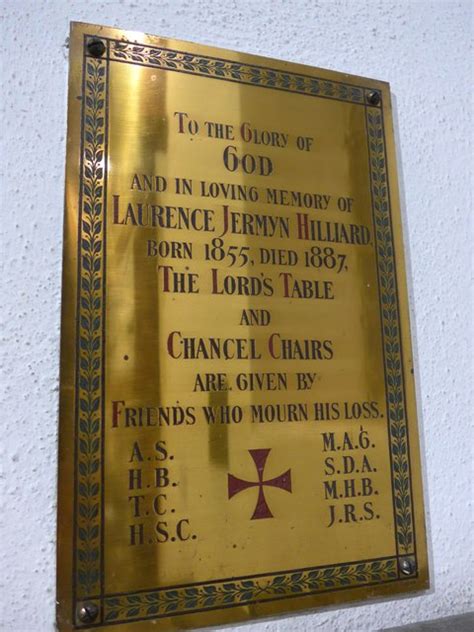 TO THE GLORY OF
GOD
AND IN LOVING MEMORY OF
LAURENCE JERMYN HILLIARD,
BORN 1855, DIED 1887,
THE LORD'S TABLE
AND
CHANCEL CHAIRS
ARE GIVEN BY
FRIENDS WHO MOURN HIS LOSS.
A.S.
H.B.
T.C.
H.S.C.
M.A.G.
S.D.A.
M.H.B.
J.R.S.